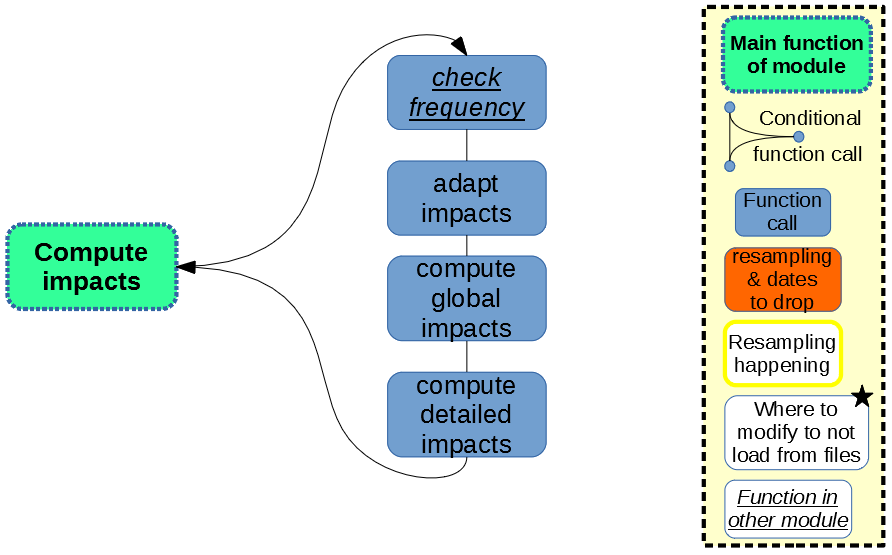 Compute
impacts
check
frequency
adapt
impacts
compute
global
impacts
compute
detailed
impacts
Main function
of module
Conditional
function call
Function
call
resampling
& dates
to drop
Resampling
happening
Where to
modify to not
load from files
Function in
other module